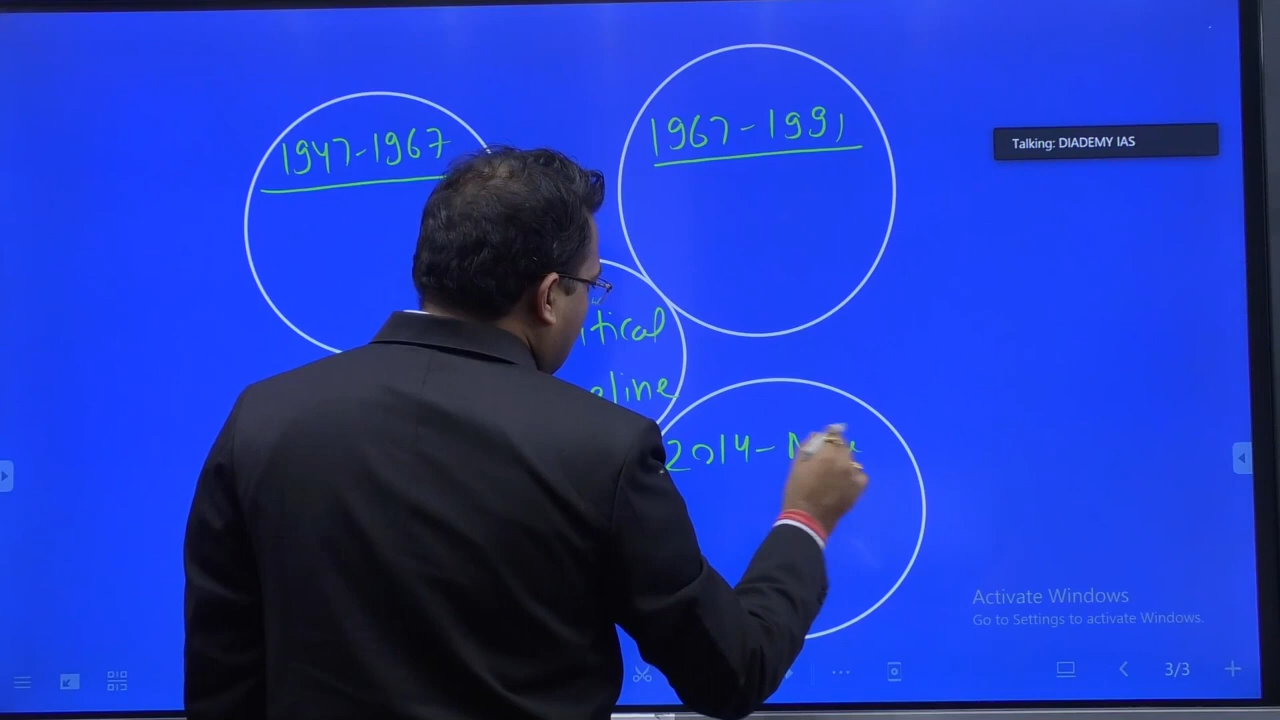 1947-1967
1967-1991
Talking: DIADEMY IAS
itical
eline
2014-
Activate Windows
Go to Settings to activate Windows.
3/3